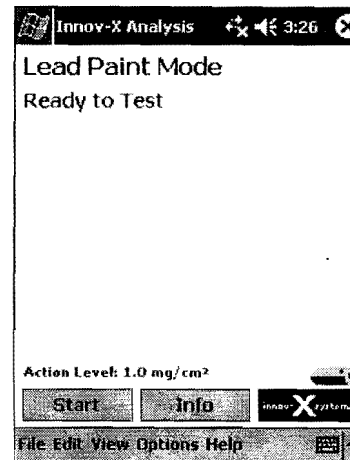 Innov-X Analysis 3:26
Lead Paint Mode
Ready to Test
Action Level: 1.0 mg/cm²
Start Info innov-X systems
File Edit View Options Help